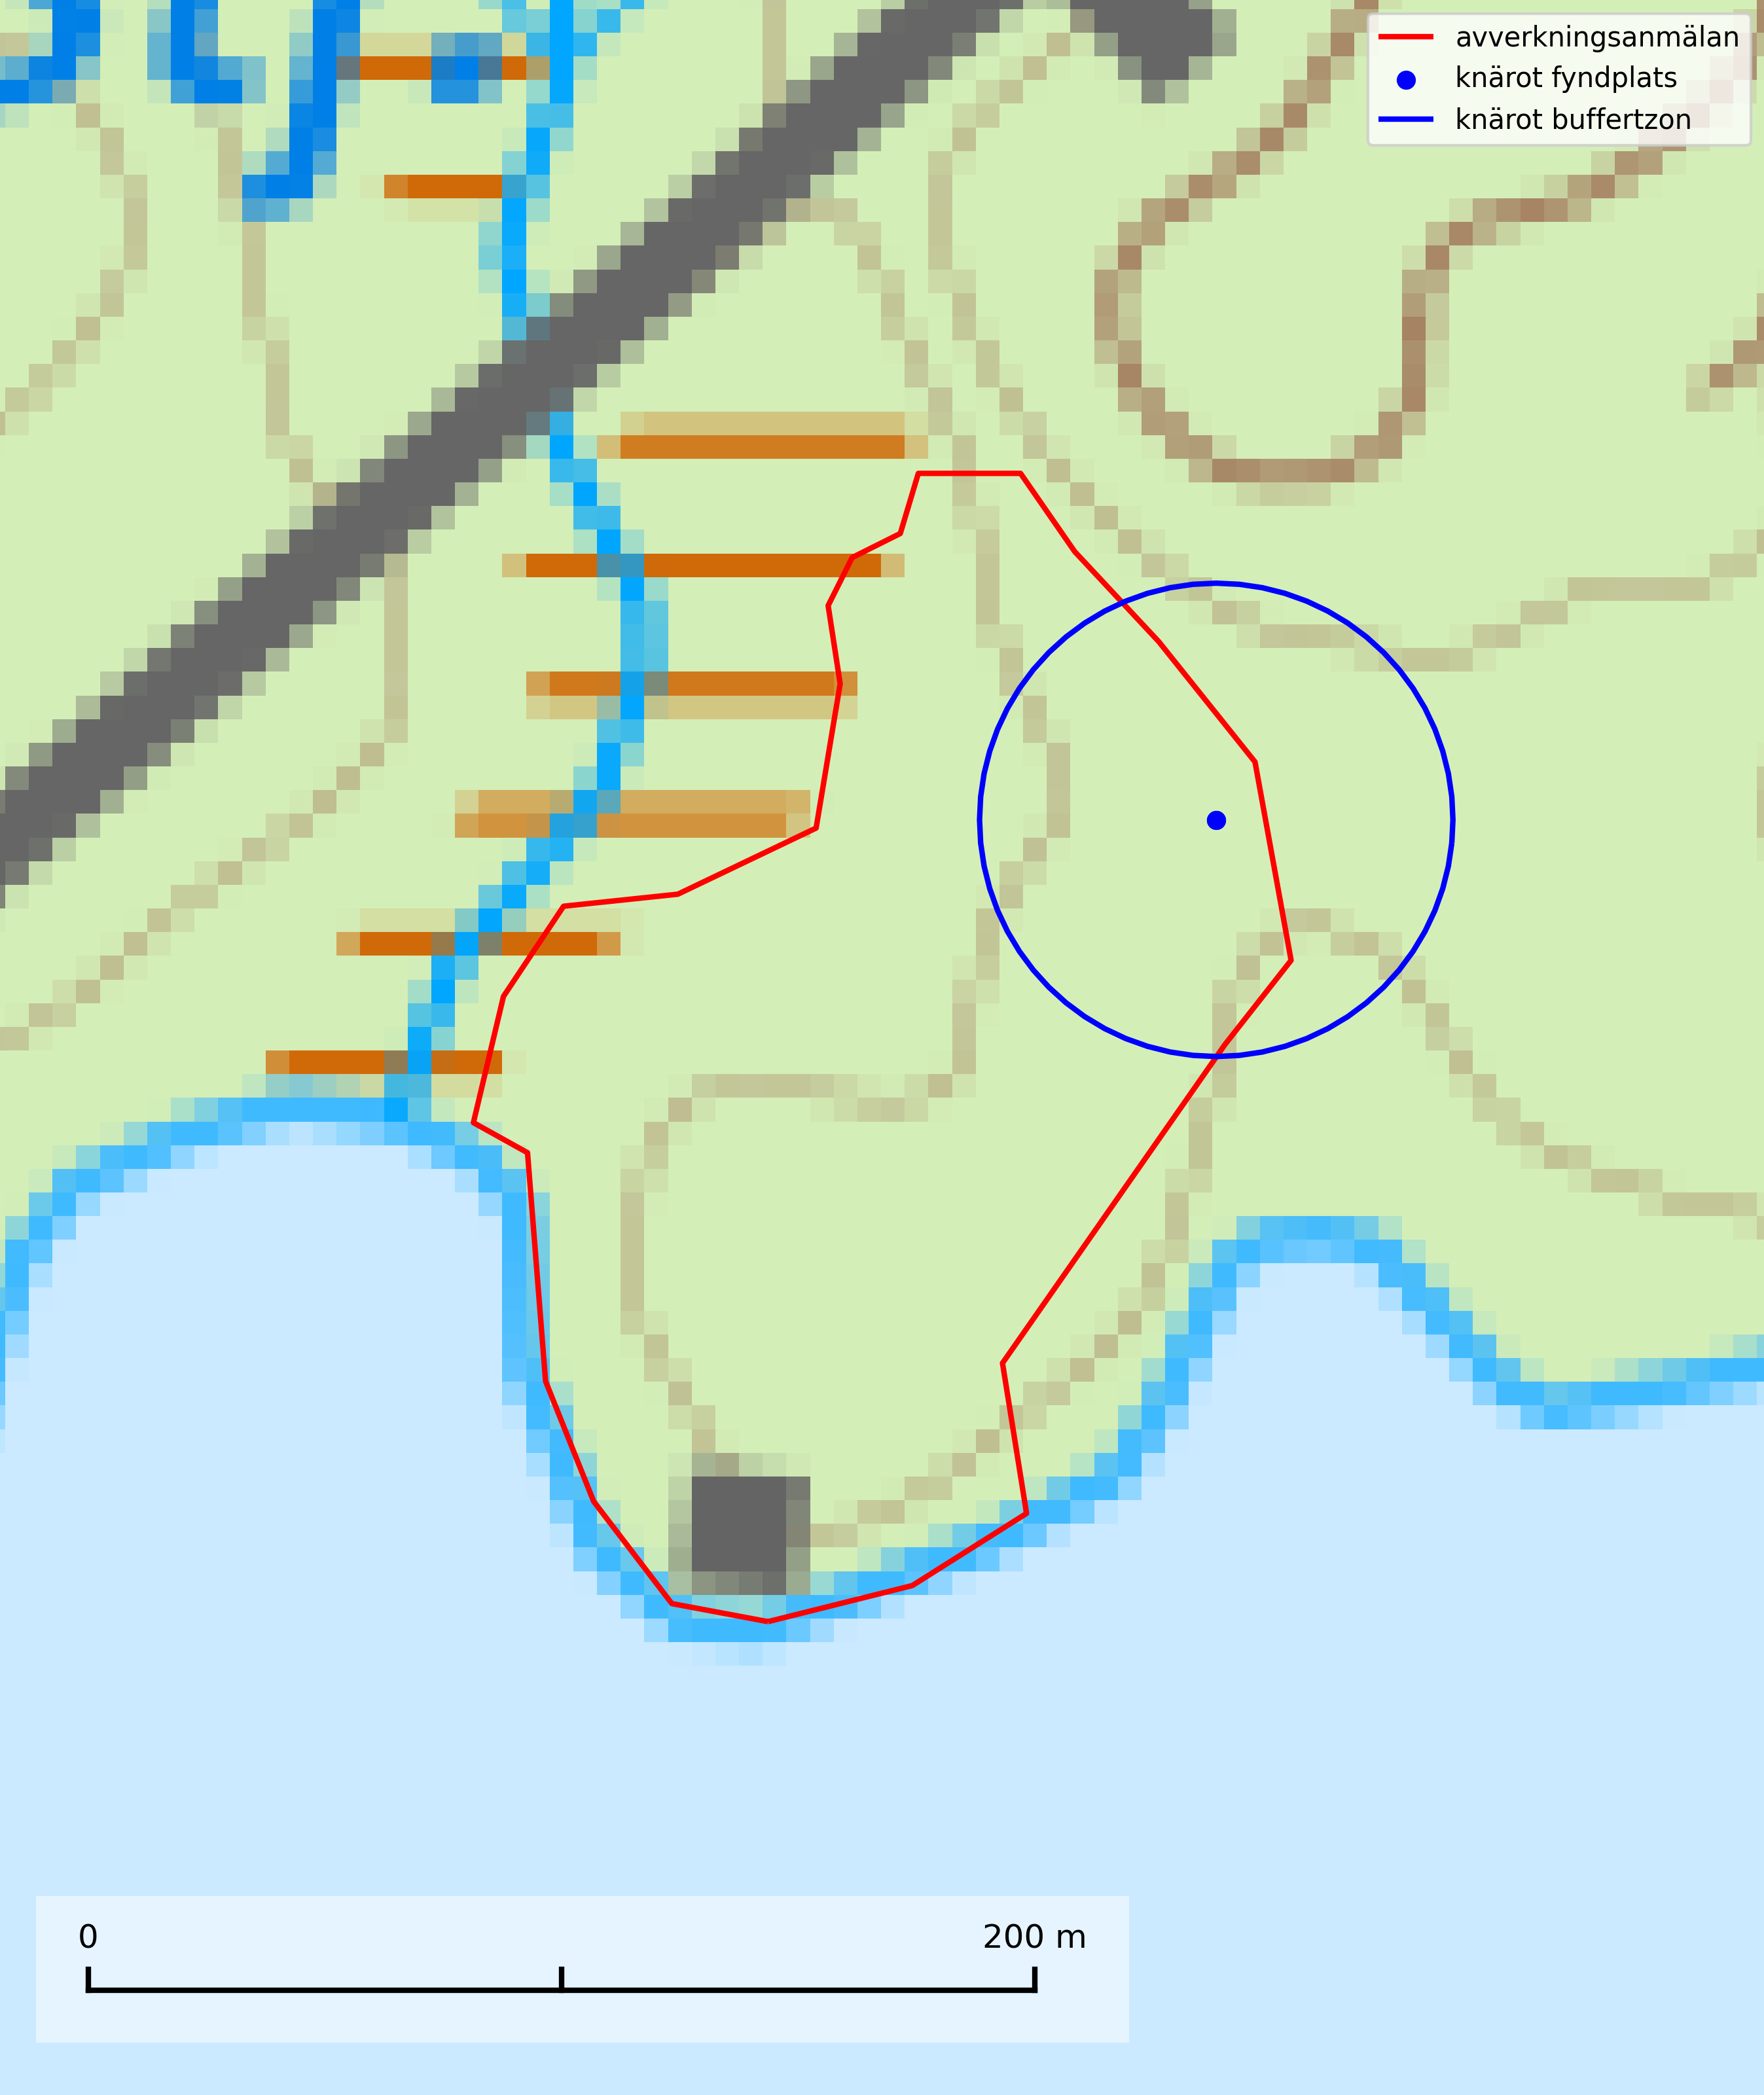 avverkningsanmälan
knärot fyndplats
knärot buffertzon
0 200 m